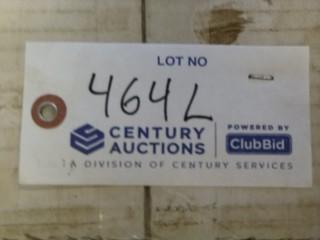 LOT NO
464L
CENTURY AUCTIONS
POWERED BY
ClubBid
A DIVISION OF CENTURY SERVICES